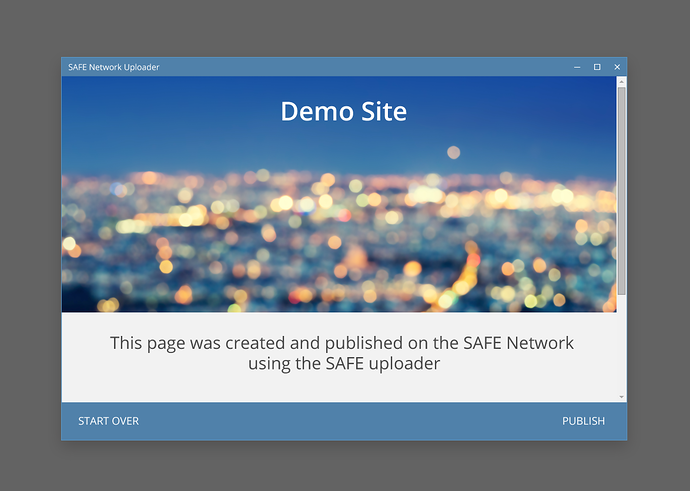 SAFE Network Uploader
Demo Site
This page was created and published on the SAFE Network
using the SAFE uploader
START OVER
PUBLISH